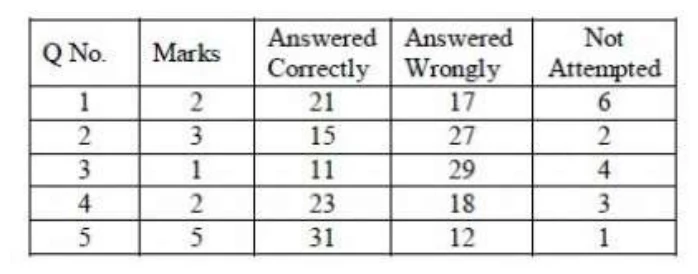 Q No. Marks Answered Correctly Answered Wrongly Not Attempted
1 2 21 17 6
2 3 15 27 2
3 1 11 29 4
4 2 23 18 3
5 5 31 12 1